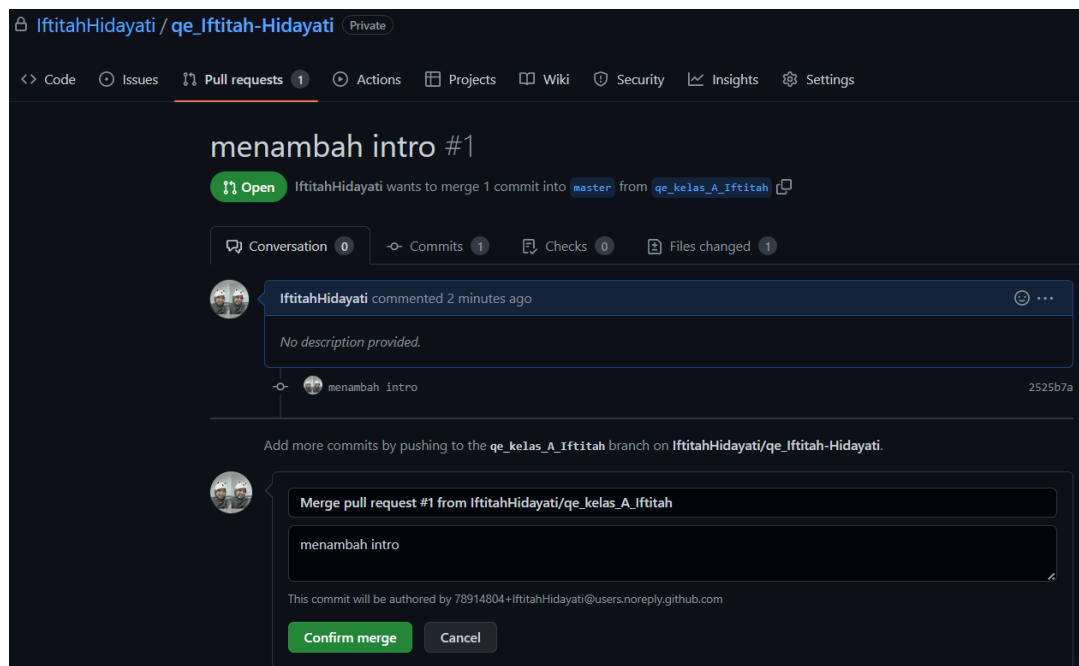 IftitahHidayati / qe_Iftitah-Hidayati Private
Code Issues Pull requests 1 Actions Projects Wiki Security Insights Settings
menambah intro #1
Open IftitahHidayati wants to merge 1 commit into master from qe_kelas_A_Iftitah
Conversation 0 Commits 1 Checks 0 Files changed 1
IftitahHidayati commented 2 minutes ago
No description provided.
menambah intro 2525b7a
Add more commits by pushing to the qe_kelas_A_Iftitah branch on IftitahHidayati/qe_Iftitah-Hidayati.
Merge pull request #1 from IftitahHidayati/qe_kelas_A_Iftitah
menambah intro
This commit will be authored by 78914804+IftitahHidayati@users.noreply.github.com
Confirm merge Cancel